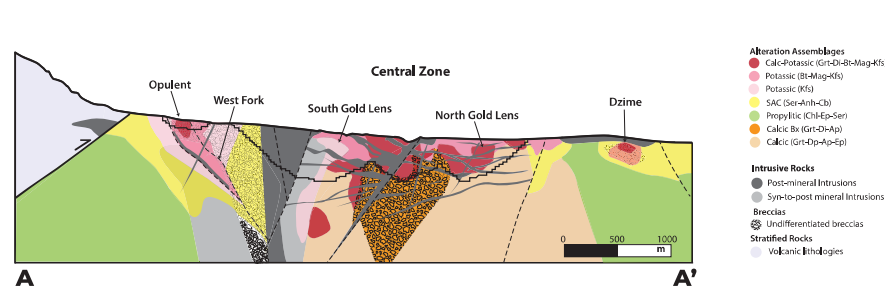 Central Zone
Opulent
West Fork
South Gold Lens
North Gold Lens
Dzime
0 500 1000
m
A
A'
Alteration Assemblages
Calc-Potassic (Grt-Di-Bt-Mag-Kfs
Potassic (Bt-Mag-Kfs)
Potassic (Kfs)
SAC (Ser-Anh-Cb)
Propylitic (Chl-Ep-Ser)
Calcic Bx (Grt-Di-Ap)
Calcic (Grt-Dp-Ap-Ep)
Intrusive Rocks
Post-mineral Intrusions
Syn-to-post mineral Intrusions
Breccias
Undifferentiated breccias
Stratified Rocks
Volcanic lithologies